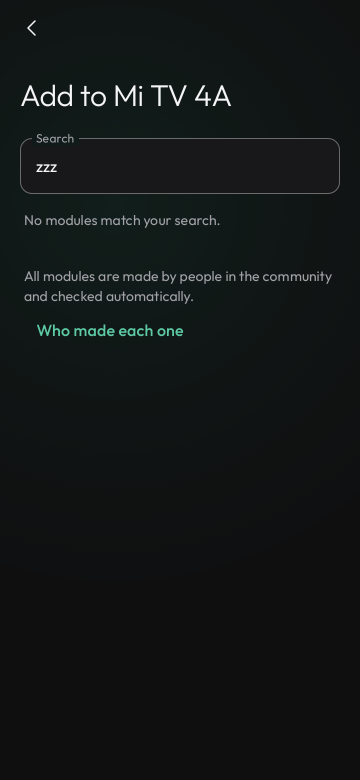 Add to Mi TV 4A
Search
zzz
No modules match your search.
All modules are made by people in the community
and checked automatically.
Who made each one